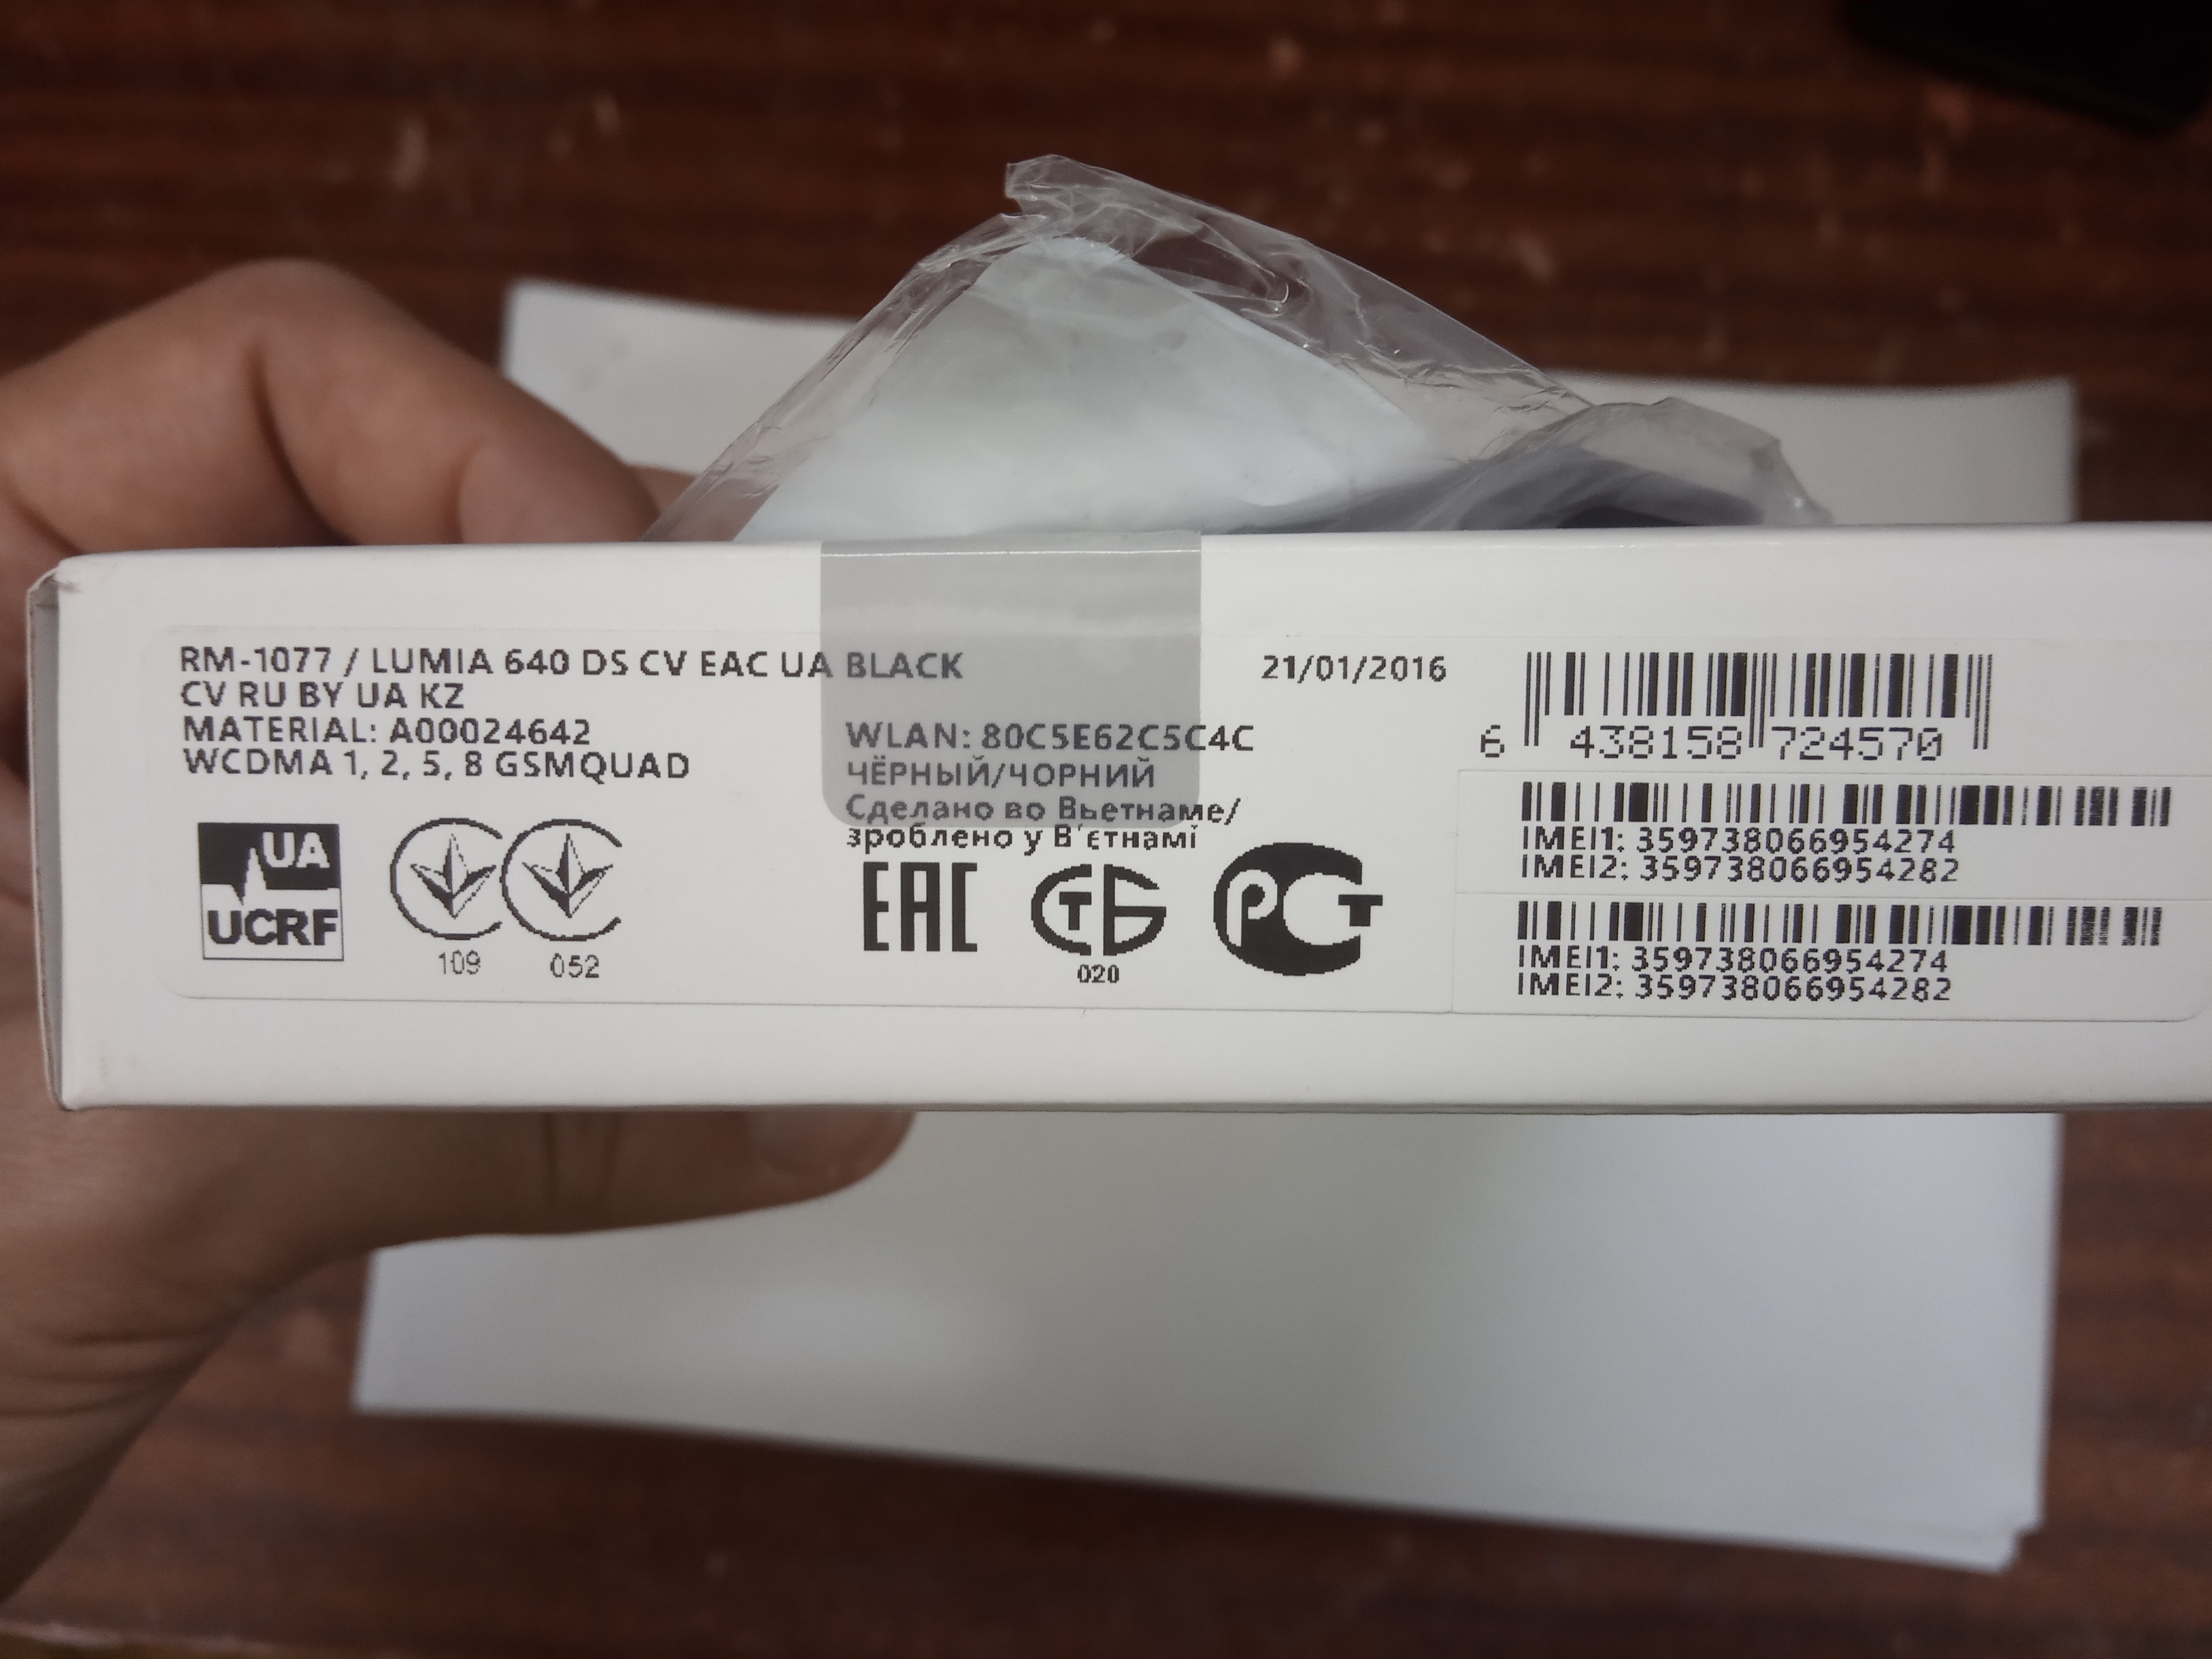 RM-1077 / LUMIA 640 DS CV EAC UA BLACK
CV RU BY UA KZ
MATERIAL: A00024642
WCDMA 1, 2, 5, 8 GSMQUAD
21/01/2016
WLAN: 80C5E62C5C4C
ЧЁРНЫЙ/ЧОРНИЙ
Сделано во Вьетнаме/
зроблено у В'єтнамі
UA
UCRF
109
052
EAC
СТБ
020
РСТ
6 438158 724570
IMEI1: 359738066954274
IMEI2: 359738066954282
IMEI1: 359738066954274
IMEI2: 359738066954282